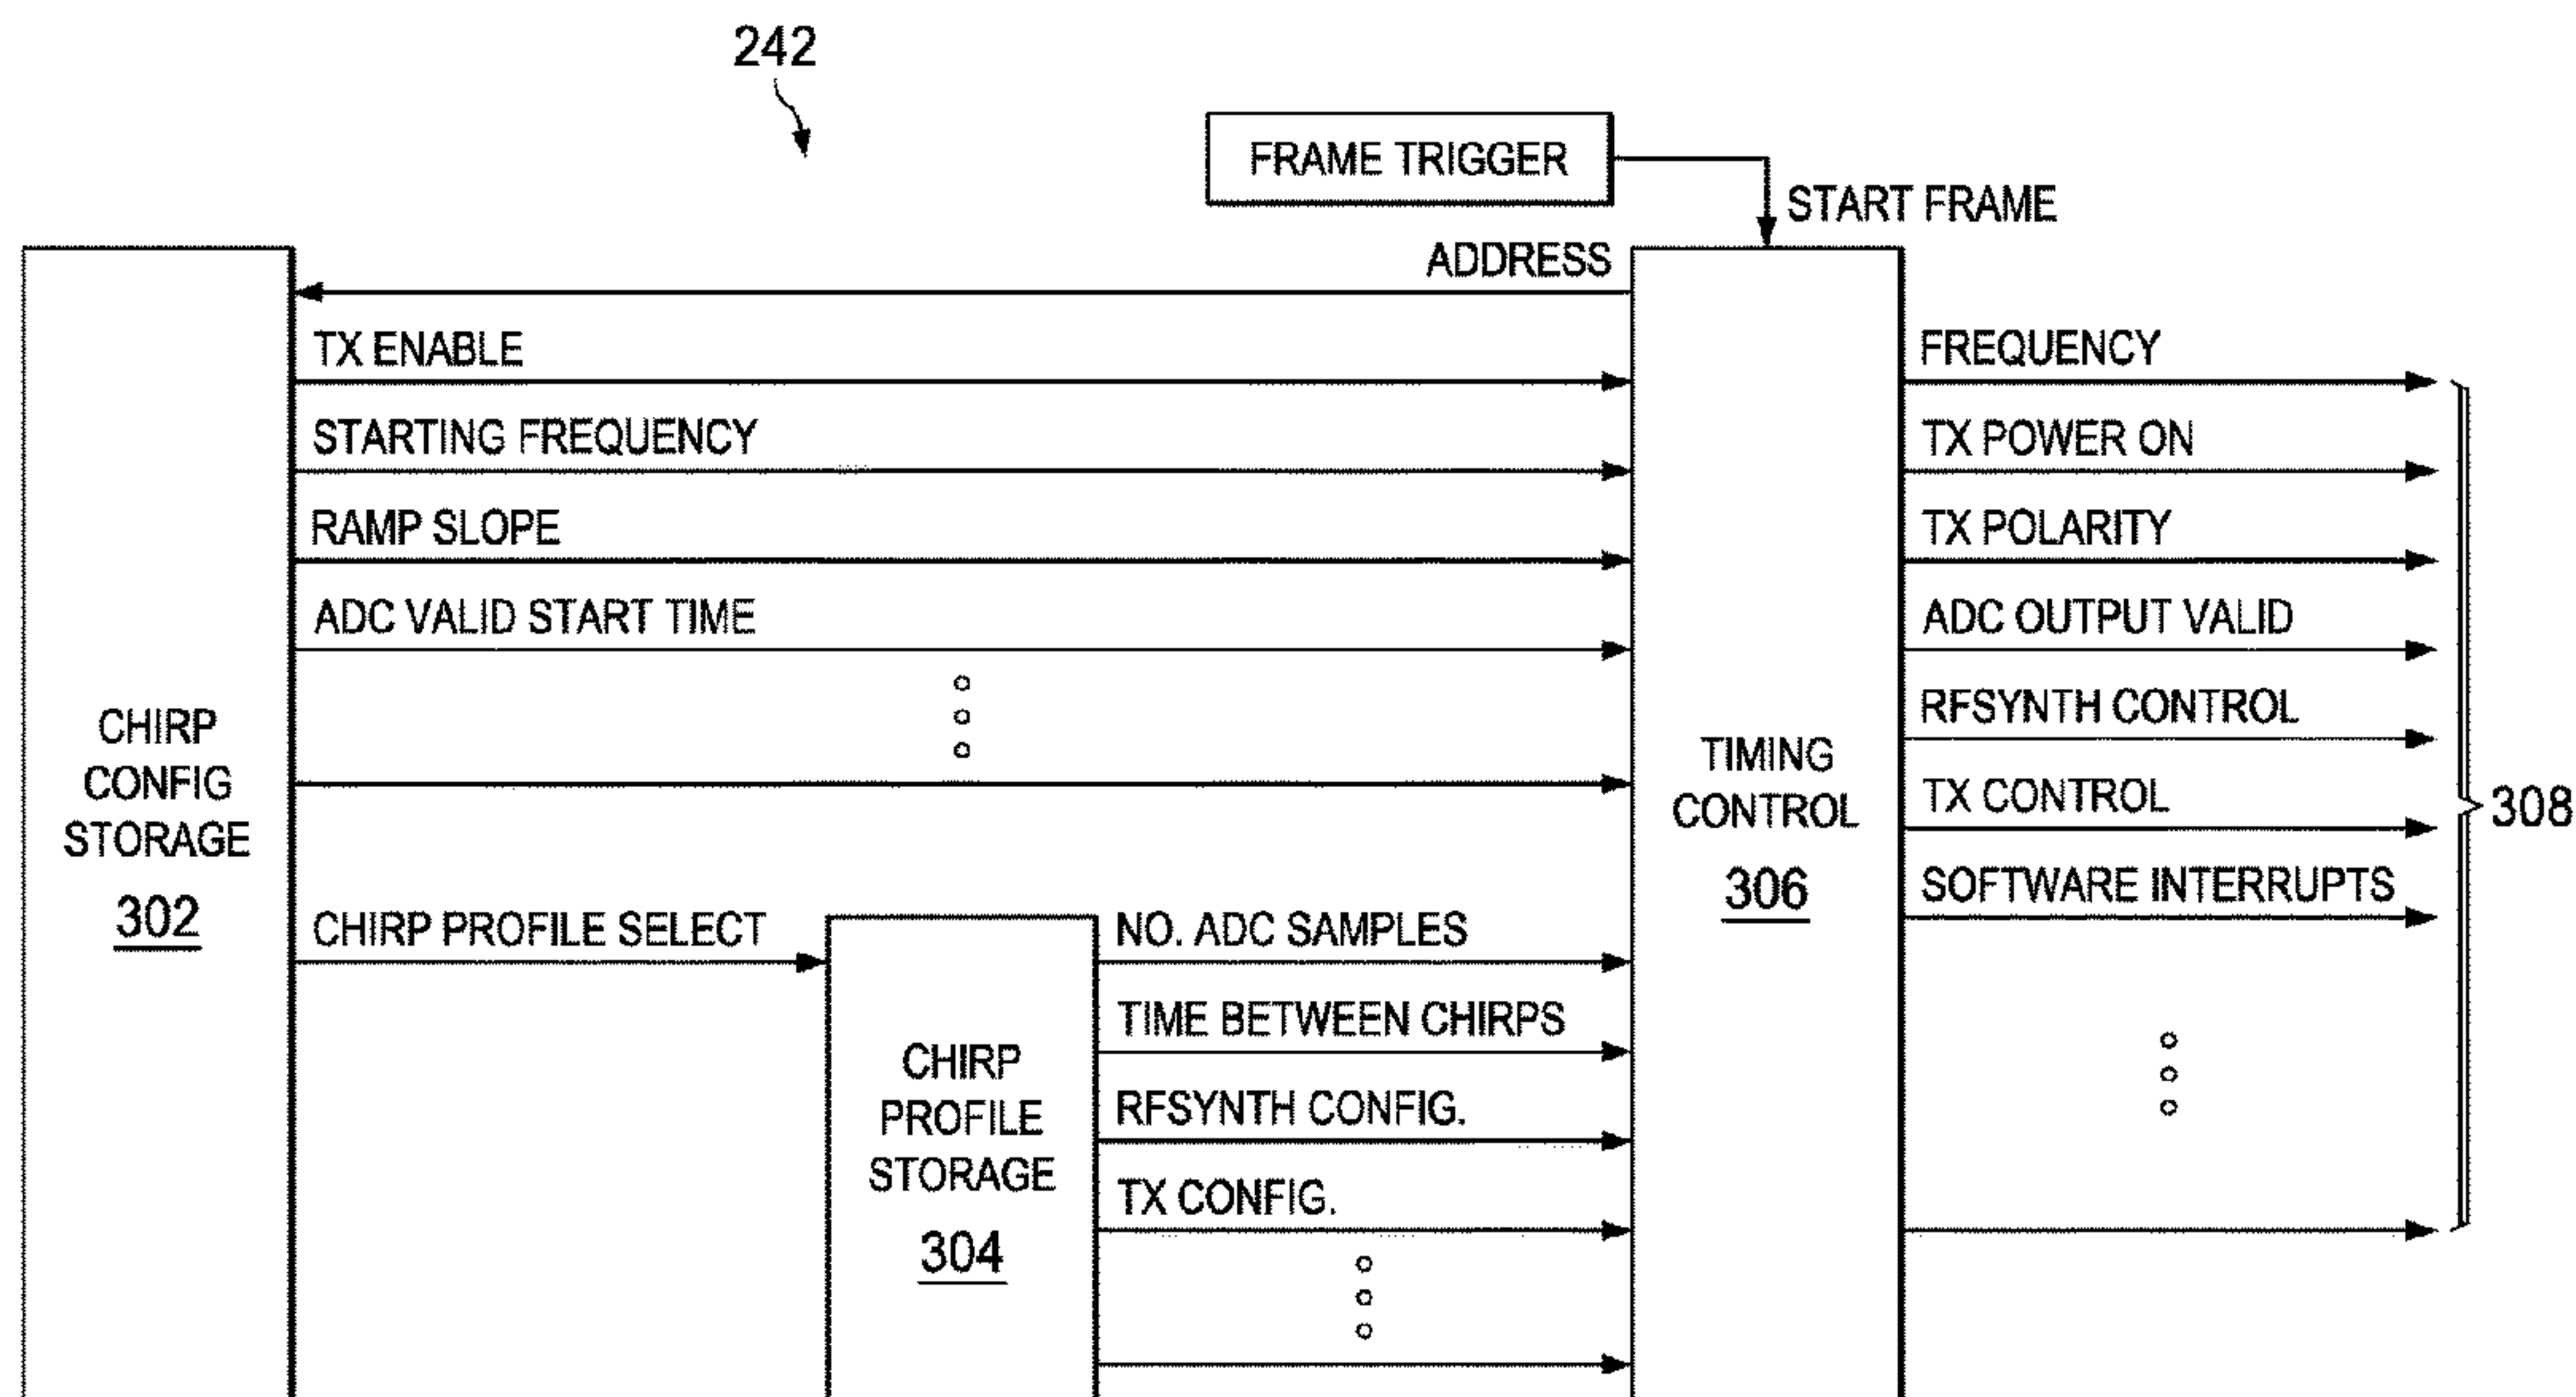 242
FRAME TRIGGER
START FRAME
ADDRESS
TX ENABLE
STARTING FREQUENCY
RAMP SLOPE
ADC VALID START TIME
CHIRP
CONFIG
STORAGE
302
CHIRP PROFILE SELECT
CHIRP
PROFILE
STORAGE
304
NO. ADC SAMPLES
TIME BETWEEN CHIRPS
RFSYNTH CONFIG.
TX CONFIG.
TIMING
CONTROL
306
FREQUENCY
TX POWER ON
TX POLARITY
ADC OUTPUT VALID
RFSYNTH CONTROL
TX CONTROL
SOFTWARE INTERRUPTS
308